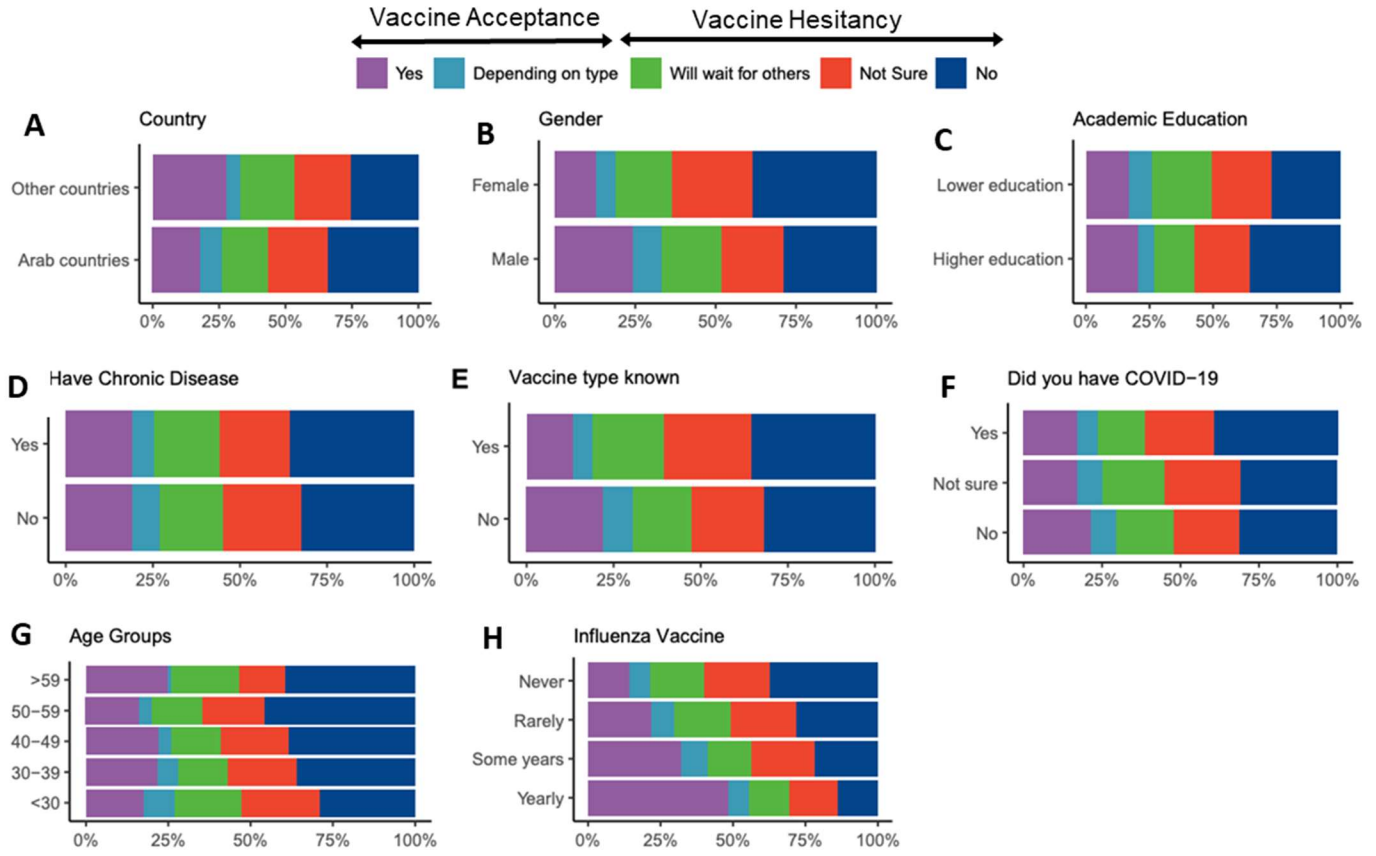 Vaccine Acceptance Vaccine Hesitancy
Yes Depending on type Will wait for others Not Sure No
A Country
Other countries
Arab countries
0% 25% 50% 75% 100%
B Gender
Female
Male
0% 25% 50% 75% 100%
C Academic Education
Lower education
Higher education
0% 25% 50% 75% 100%
D Have Chronic Disease
Yes
No
0% 25% 50% 75% 100%
E Vaccine type known
Yes
No
0% 25% 50% 75% 100%
F Did you have COVID−19
Yes
Not sure
No
0% 25% 50% 75% 100%
G Age Groups
>59
50−59
40−49
30−39
<30
0% 25% 50% 75% 100%
H Influenza Vaccine
Never
Rarely
Some years
Yearly
0% 25% 50% 75% 100%